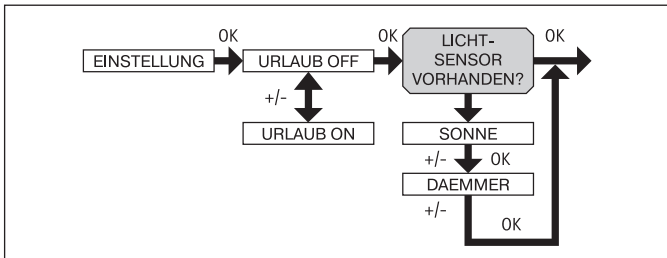 OK
OK
LICHT-
SENSOR
VORHANDEN?
OK
EINSTELLUNG
URLAUB OFF
+/-
URLAUB ON
SONNE
+/-
OK
DAEMMER
+/-
OK